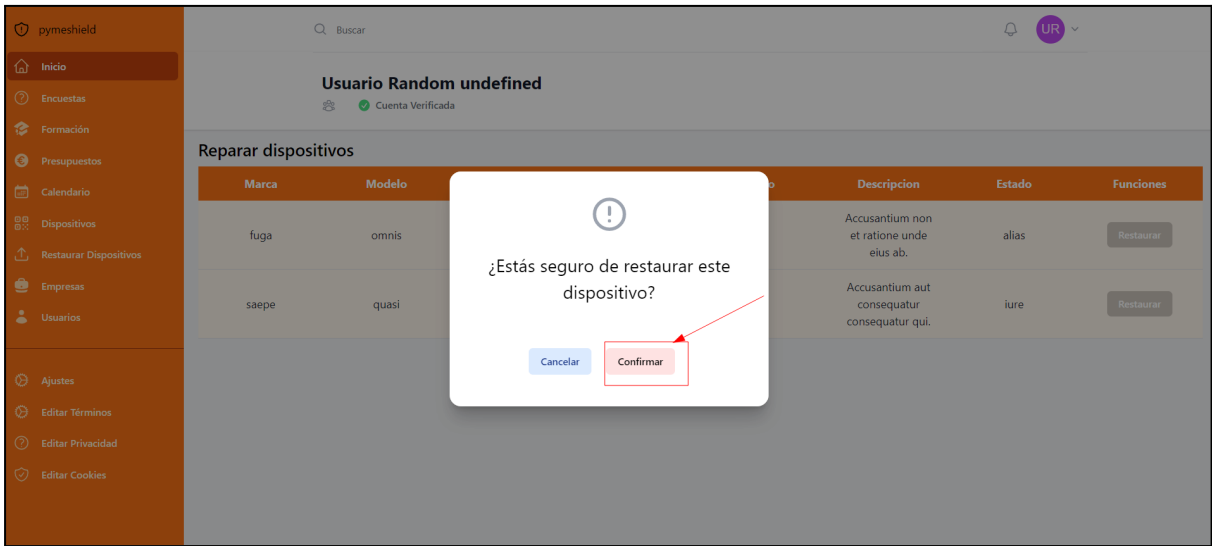 pymeshield
Buscar
UR
Inicio
Usuario Random undefined
Encuestas
Cuenta Verificada
Formación
Reparar dispositivos
Presupuestos
Marca Modelo o Descripcion Estado Funciones
Calendario
Accusantium non
Dispositivos
fuga omnis et ratione unde alias Restaurar
eius ab.
Restaurar Dispositivos
¿Estás seguro de restaurar este
dispositivo?
Empresas
Accusantium aut
saepe quasi consequatur iure Restaurar
consequatur qui.
Usuarios
Cancelar Confirmar
Ajustes
Editar Términos
Editar Privacidad
Editar Cookies